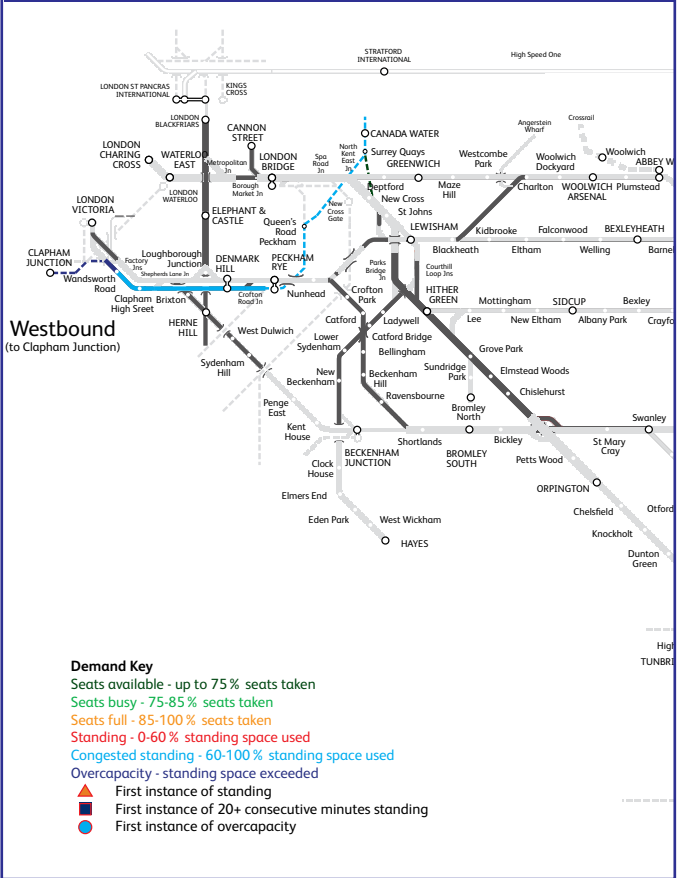 STRATFORD
INTERNATIONAL
High Speed One
LONDON ST PANCRAS
INTERNATIONAL
KINGS
CROSS
LONDON
BLACKFRIARS
CANNON
STREET
LONDON
CHARING
CROSS
WATERLOO
EAST
Metropolitan
Jn
LONDON
BRIDGE
Spa
Road
Jn
North
Kent
East
Jn
CANADA WATER
Surrey Quays
GREENWICH
Westcombe
Park
Angerstein
Wharf
Crossrail
Woolwich
Dockyard
Woolwich
ABBEY W
LONDON
WATERLOO
Borough
Market Jn
Deptford
Maze
Hill
Charlton
WOOLWICH
ARSENAL
Plumstead
LONDON
VICTORIA
ELEPHANT &
CASTLE
Queen's
Road
Peckham
New
Cross
Gate
New Cross
St Johns
LEWISHAM
Kidbrooke
Falconwood
BEXLEYHEATH
Blackheath
Eltham
Welling
Barnel
CLAPHAM
JUNCTION
Factory
Jns
Loughborough
Junction
Shepherds Lane Jn
DENMARK
HILL
PECKHAM
RYE
Parks
Bridge
Jn
Courthill
Loop Jns
Wandsworth
Road
Clapham
High Sreet
Brixton
Crofton
Road Jn
Nunhead
Crofton
Park
HITHER
GREEN
Mottingham
SIDCUP
Bexley
Westbound
(to Clapham Junction)
HERNE
HILL
West Dulwich
Catford
Ladywell
Lee
New Eltham
Albany Park
Crayfo
Lower
Sydenham
Catford Bridge
Bellingham
Grove Park
Sydenham
Hill
New
Beckenham
Beckenham
Hill
Sundridge
Park
Elmstead Woods
Ravensbourne
Chislehurst
Penge
East
Bromley
North
Kent
House
Swanley
BECKENHAM
JUNCTION
Shortlands
BROMLEY
SOUTH
Bickley
St Mary
Cray
Clock
House
Petts Wood
Elmers End
ORPINGTON
Eden Park
West Wickham
Chelsfield
Otford
HAYES
Knockholt
Dunton
Green
High
TUNBRI
Demand Key
Seats available - up to 75% seats taken
Seats busy - 75-85% seats taken
Seats full - 85-100% seats taken
Standing - 0-60% standing space used
Congested standing - 60-100% standing space used
Overcapacity - standing space exceeded
First instance of standing
First instance of 20+ consecutive minutes standing
First instance of overcapacity